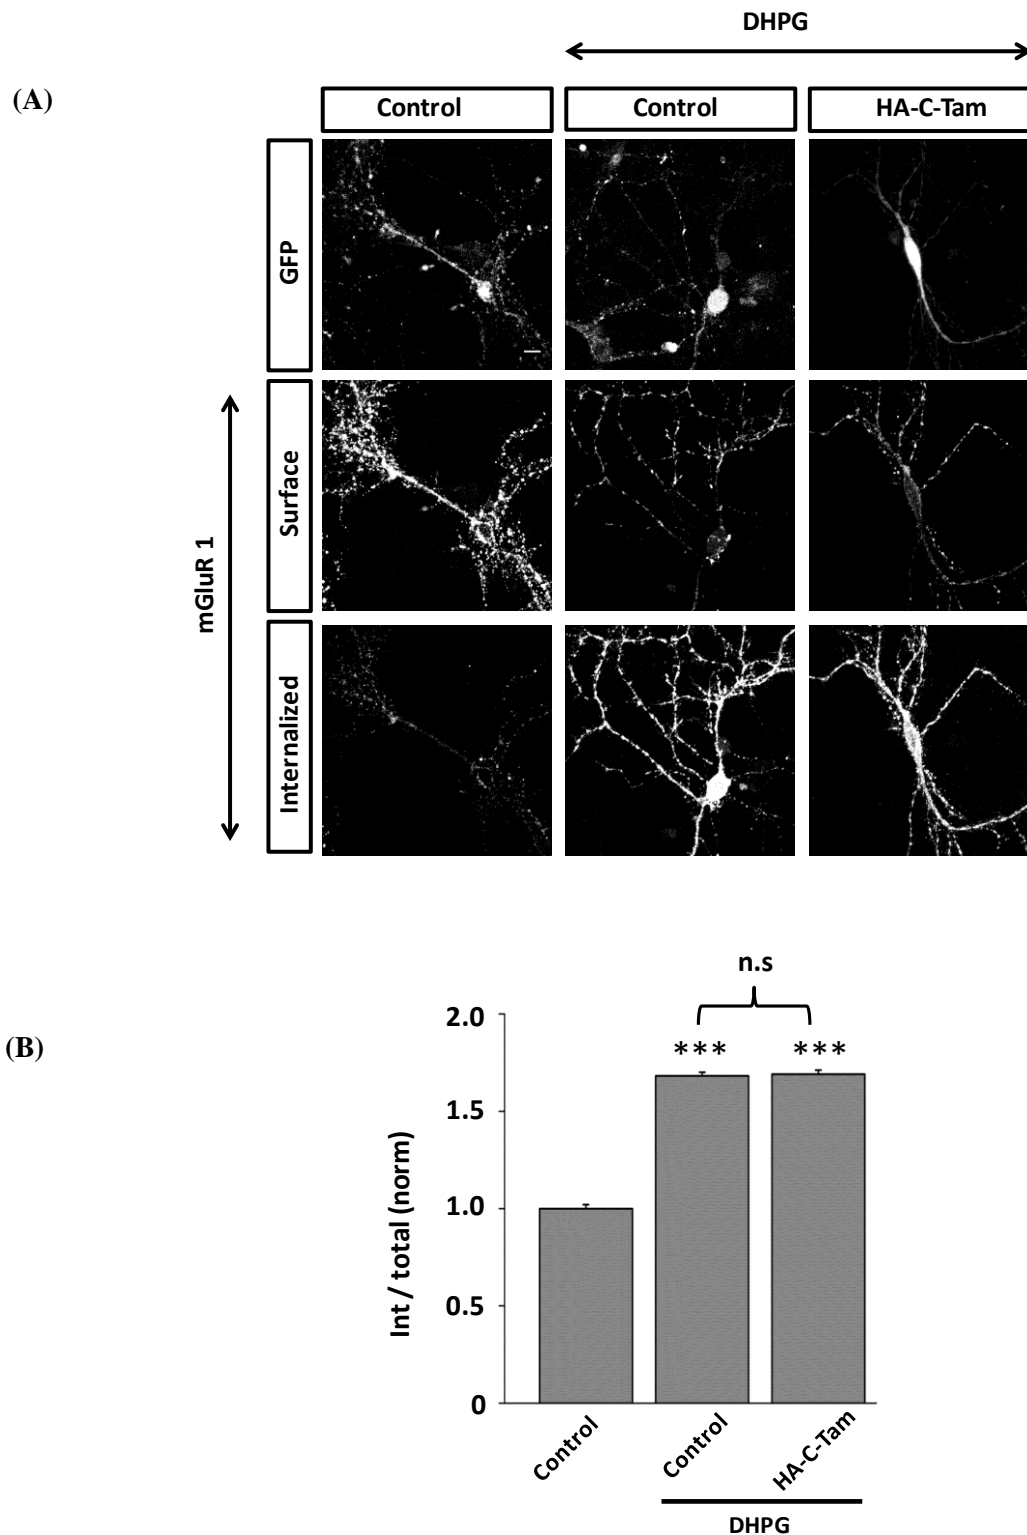 DHPG
(A)
Control
Control
HA-C-Tam
GFP
Surface
mGluR 1
Internalized
n.s
(B)
2.0
***
***
1.5
1.0
0.5
0
Int / total (norm)
Control
Control
HA-C-Tam
DHPG